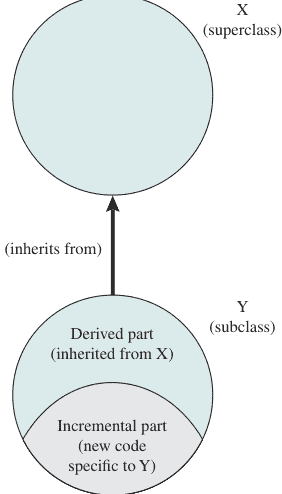 X
(superclass)
(inherits from)
Y
(subclass)
Derived part
(inherited from X)
Incremental part
(new code
specific to Y)